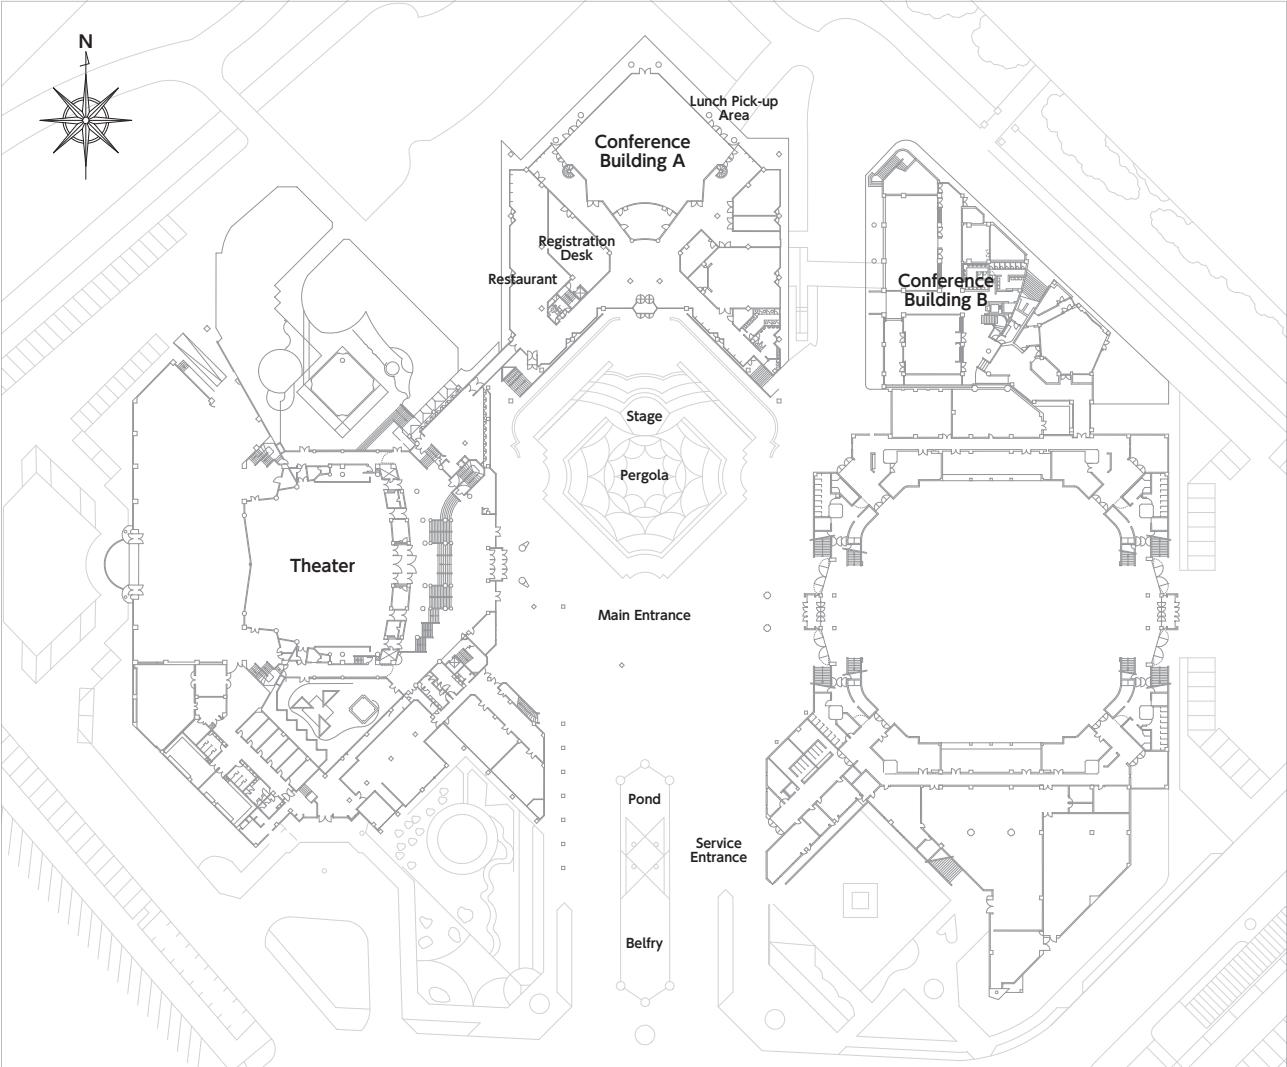 N
Lunch Pick-up
Area
Conference
Building A
Registration
Desk
Restaurant
Conference
Building B
Stage
Pergola
Theater
Main Entrance
Pond
Service
Entrance
Belfry